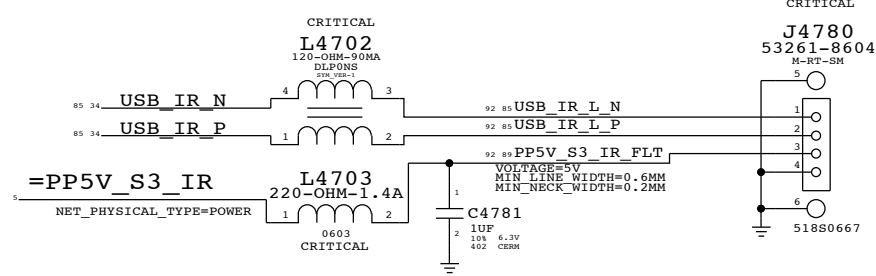 CRITICAL
CRITICAL
L4702
120-OHM-90MA
DLP0NS
SYM_VER-1
J4780
53261-8604
M-RT-SM
5
85 34 USB_IR_N
4
3
92 85 USB_IR_L_N
1
85 34 USB_IR_P
1
2
92 85 USB_IR_L_P
2
92 89 PP5V_S3_IR_FLT
3
VOLTAGE=5V
MIN_LINE_WIDTH=0.6MM
MIN_NECK_WIDTH=0.2MM
4
=PP5V_S3_IR
5
NET_PHYSICAL_TYPE=POWER
L4703
220-OHM-1.4A
1
2
0603
CRITICAL
1
C4781
1UF
2
10% 6.3V
402 CERM
6
518S0667